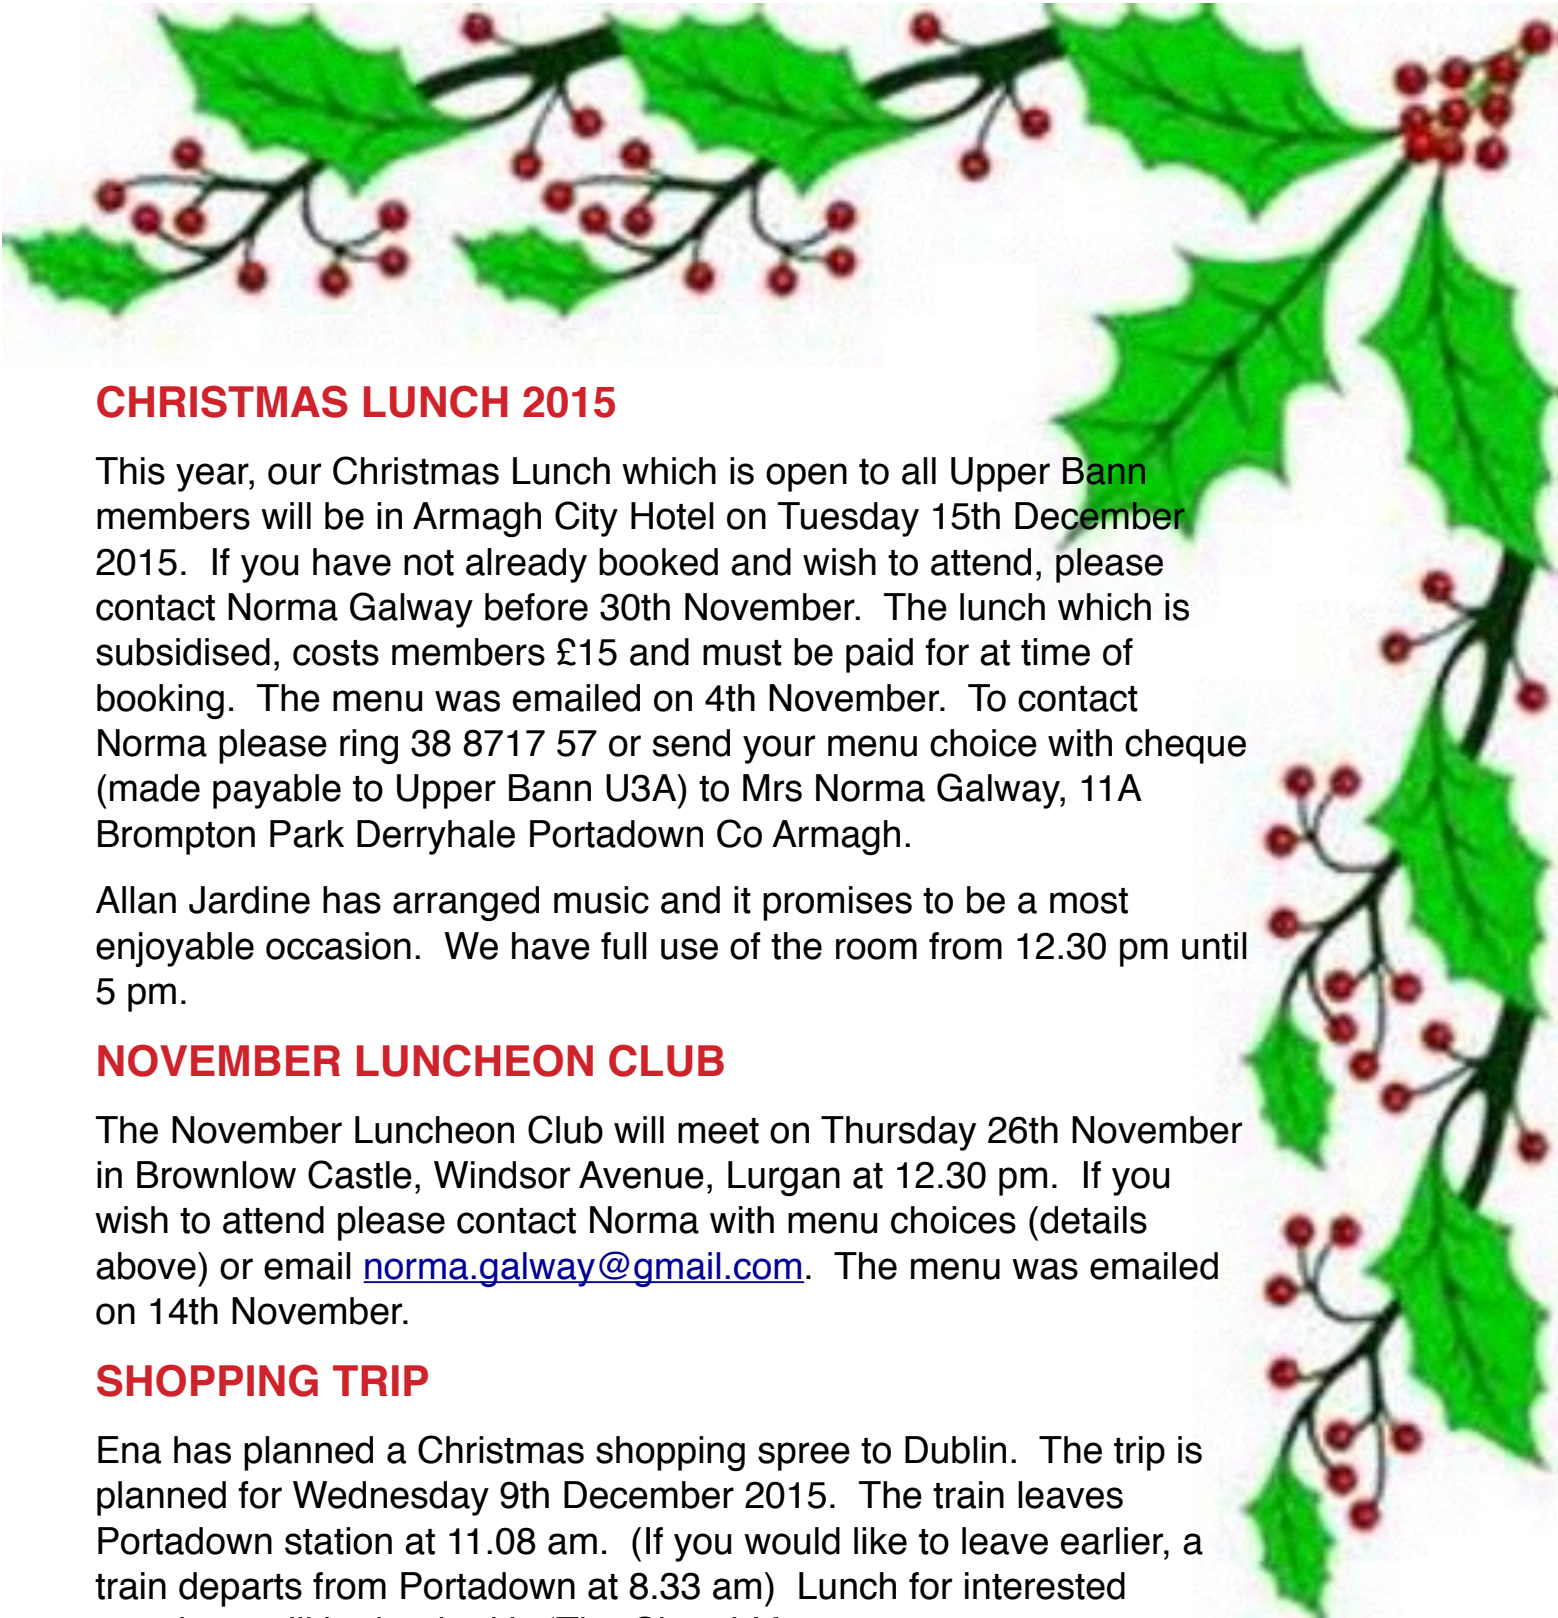 CHRISTMAS LUNCH 2015
This year, our Christmas Lunch which is open to all Upper Bann
members will be in Armagh City Hotel on Tuesday 15th December
2015.  If you have not already booked and wish to attend, please
contact Norma Galway before 30th November.  The lunch which is
subsidised, costs members £15 and must be paid for at time of
booking.  The menu was emailed on 4th November.  To contact
Norma please ring 38 8717 57 or send your menu choice with cheque
(made payable to Upper Bann U3A) to Mrs Norma Galway, 11A
Brompton Park Derryhale Portadown Co Armagh.
Allan Jardine has arranged music and it promises to be a most
enjoyable occasion.  We have full use of the room from 12.30 pm until
5 pm.
NOVEMBER LUNCHEON CLUB
The November Luncheon Club will meet on Thursday 26th November
in Brownlow Castle, Windsor Avenue, Lurgan at 12.30 pm.  If you
wish to attend please contact Norma with menu choices (details
above) or email norma.galway@gmail.com.  The menu was emailed
on 14th November.
SHOPPING TRIP
Ena has planned a Christmas shopping spree to Dublin.  The trip is
planned for Wednesday 9th December 2015.  The train leaves
Portadown station at 11.08 am.  (If you would like to leave earlier, a
train departs from Portadown at 8.33 am)  Lunch for interested